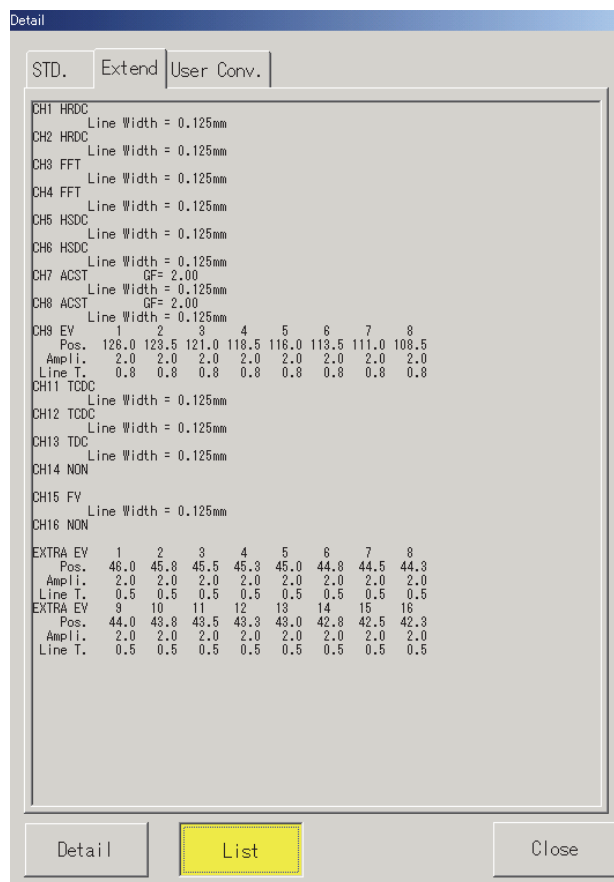 Detail
STD. Extend User Conv.
CH1 HRDC
Line Width = 0.125mm
CH2 HRDC
Line Width = 0.125mm
CH3 FFT
Line Width = 0.125mm
CH4 FFT
Line Width = 0.125mm
CH5 HSDC
Line Width = 0.125mm
CH6 HSDC
Line Width = 0.125mm
CH7 ACST GF= 2.00
Line Width = 0.125mm
CH8 ACST GF= 2.00
Line Width = 0.125mm
CH9 EV 1 2 3 4 5 6 7 8
Pos. 126.0 123.5 121.0 118.5 116.0 113.5 111.0 108.5
Ampli. 2.0 2.0 2.0 2.0 2.0 2.0 2.0 2.0
Line T. 0.8 0.8 0.8 0.8 0.8 0.8 0.8 0.8
CH11 TCDC
Line Width = 0.125mm
CH12 TCDC
Line Width = 0.125mm
CH13 TDC
Line Width = 0.125mm
CH14 NON
CH15 FV
Line Width = 0.125mm
CH16 NON
EXTRA EV 1 2 3 4 5 6 7 8
Pos. 46.0 45.8 45.5 45.3 45.0 44.8 44.5 44.3
Ampli. 2.0 2.0 2.0 2.0 2.0 2.0 2.0 2.0
Line T. 0.5 0.5 0.5 0.5 0.5 0.5 0.5 0.5
EXTRA EV 9 10 11 12 13 14 15 16
Pos. 44.0 43.8 43.5 43.3 43.0 42.8 42.5 42.3
Ampli. 2.0 2.0 2.0 2.0 2.0 2.0 2.0 2.0
Line T. 0.5 0.5 0.5 0.5 0.5 0.5 0.5 0.5
Detail List Close